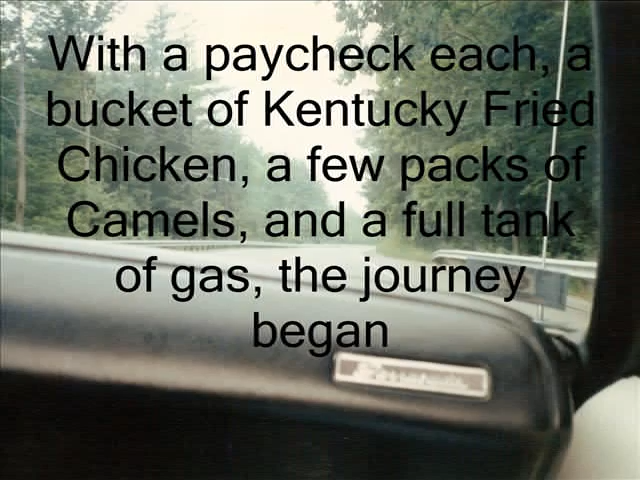 With a paycheck each, a
bucket of Kentucky Fried
Chicken, a few packs of
Camels, and a full tank
of gas, the journey
began